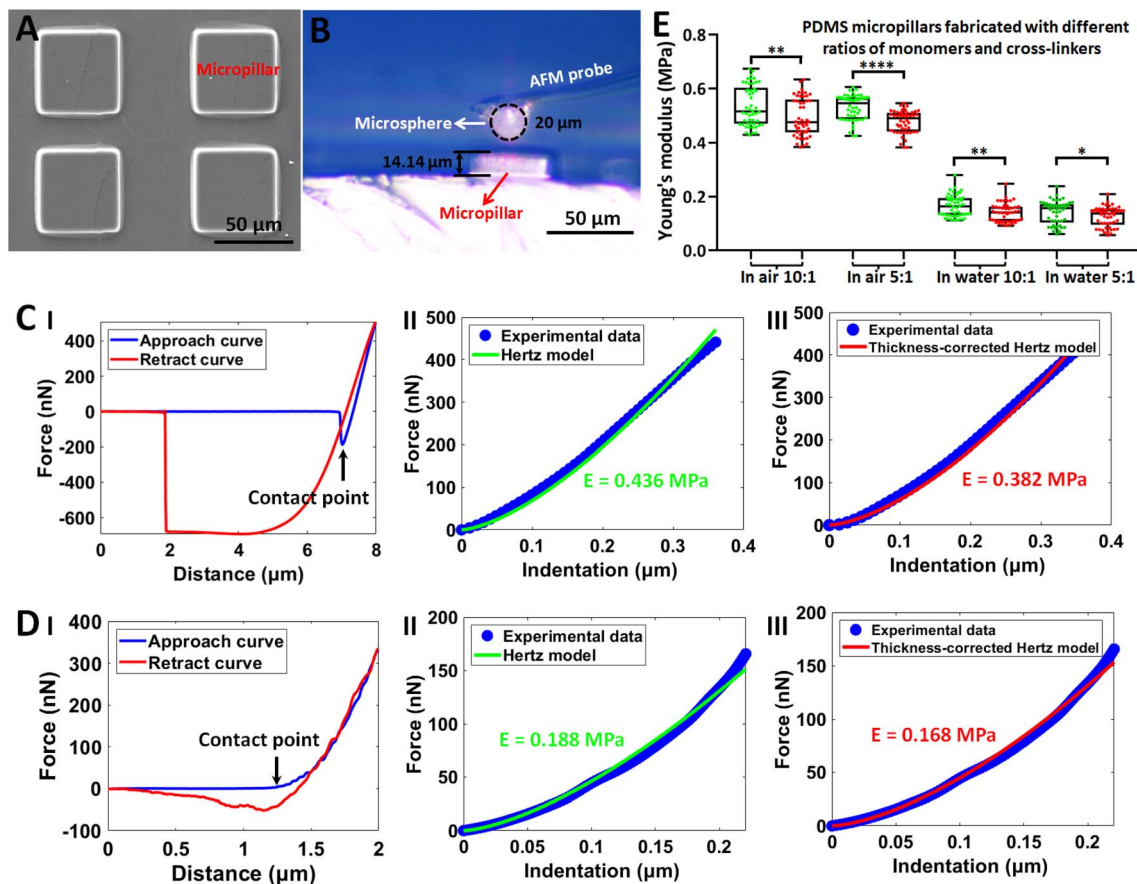 A
Micropillar
50 μm
B
AFM probe
Microsphere
20 μm
14.14 μm
Micropillar
50 μm
E
PDMS micropillars fabricated with different
ratios of monomers and cross-linkers
Young's modulus (MPa)
0.8
0.6
0.4
0.2
0.0
**
****
**
*
In air 10:1
In air 5:1
In water 10:1
In water 5:1
C
I
Approach curve
Retract curve
Contact point
Force (nN)
400
200
0
-200
-400
-600
0
2
4
6
8
Distance (μm)
II
Experimental data
Hertz model
E = 0.436 MPa
Force (nN)
500
400
300
200
100
0
0
0.1
0.2
0.3
0.4
Indentation (μm)
III
Experimental data
Thickness-corrected Hertz model
E = 0.382 MPa
Force (nN)
500
400
300
200
100
0
0
0.1
0.2
0.3
0.4
Indentation (μm)
D
I
Approach curve
Retract curve
Contact point
Force (nN)
400
300
200
100
0
-100
0
0.5
1
1.5
2
Distance (μm)
II
Experimental data
Hertz model
E = 0.188 MPa
Force (nN)
200
150
100
50
0
0
0.05
0.1
0.15
0.2
Indentation (μm)
III
Experimental data
Thickness-corrected Hertz model
E = 0.168 MPa
Force (nN)
200
150
100
50
0
0
0.05
0.1
0.15
0.2
Indentation (μm)